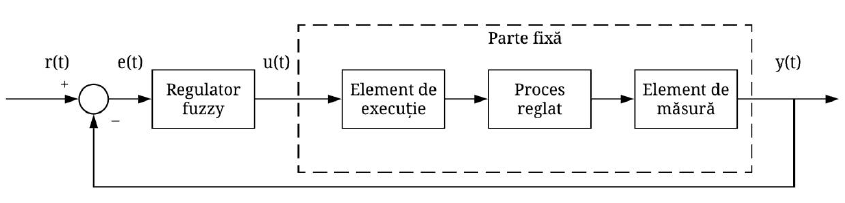 Parte fixă
r(t)
e(t)
u(t)
y(t)
+
−
Regulator
fuzzy
Element de
execuție
Proces
reglat
Element de
măsură